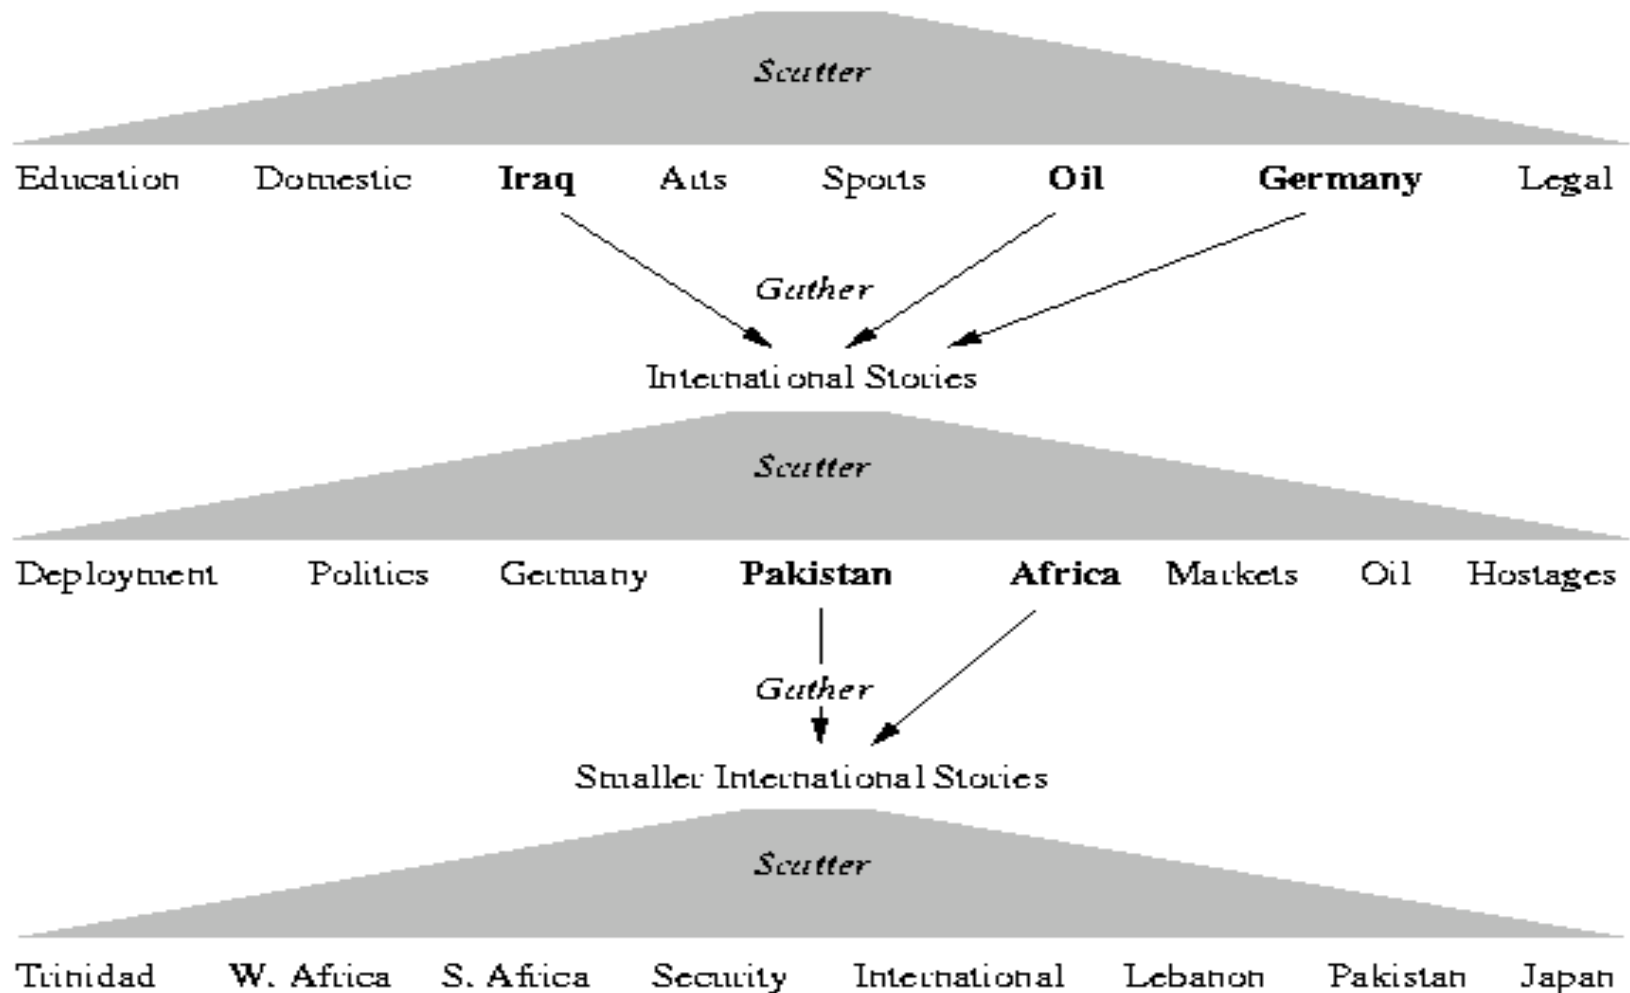 Scatter
Education Domestic Iraq Arts Sports Oil Germany Legal
Gather
International Stories
Scatter
Deployment Politics Germany Pakistan Africa Markets Oil Hostages
Gather
Smaller International Stories
Scatter
Trinidad W. Africa S. Africa Security International Lebanon Pakistan Japan